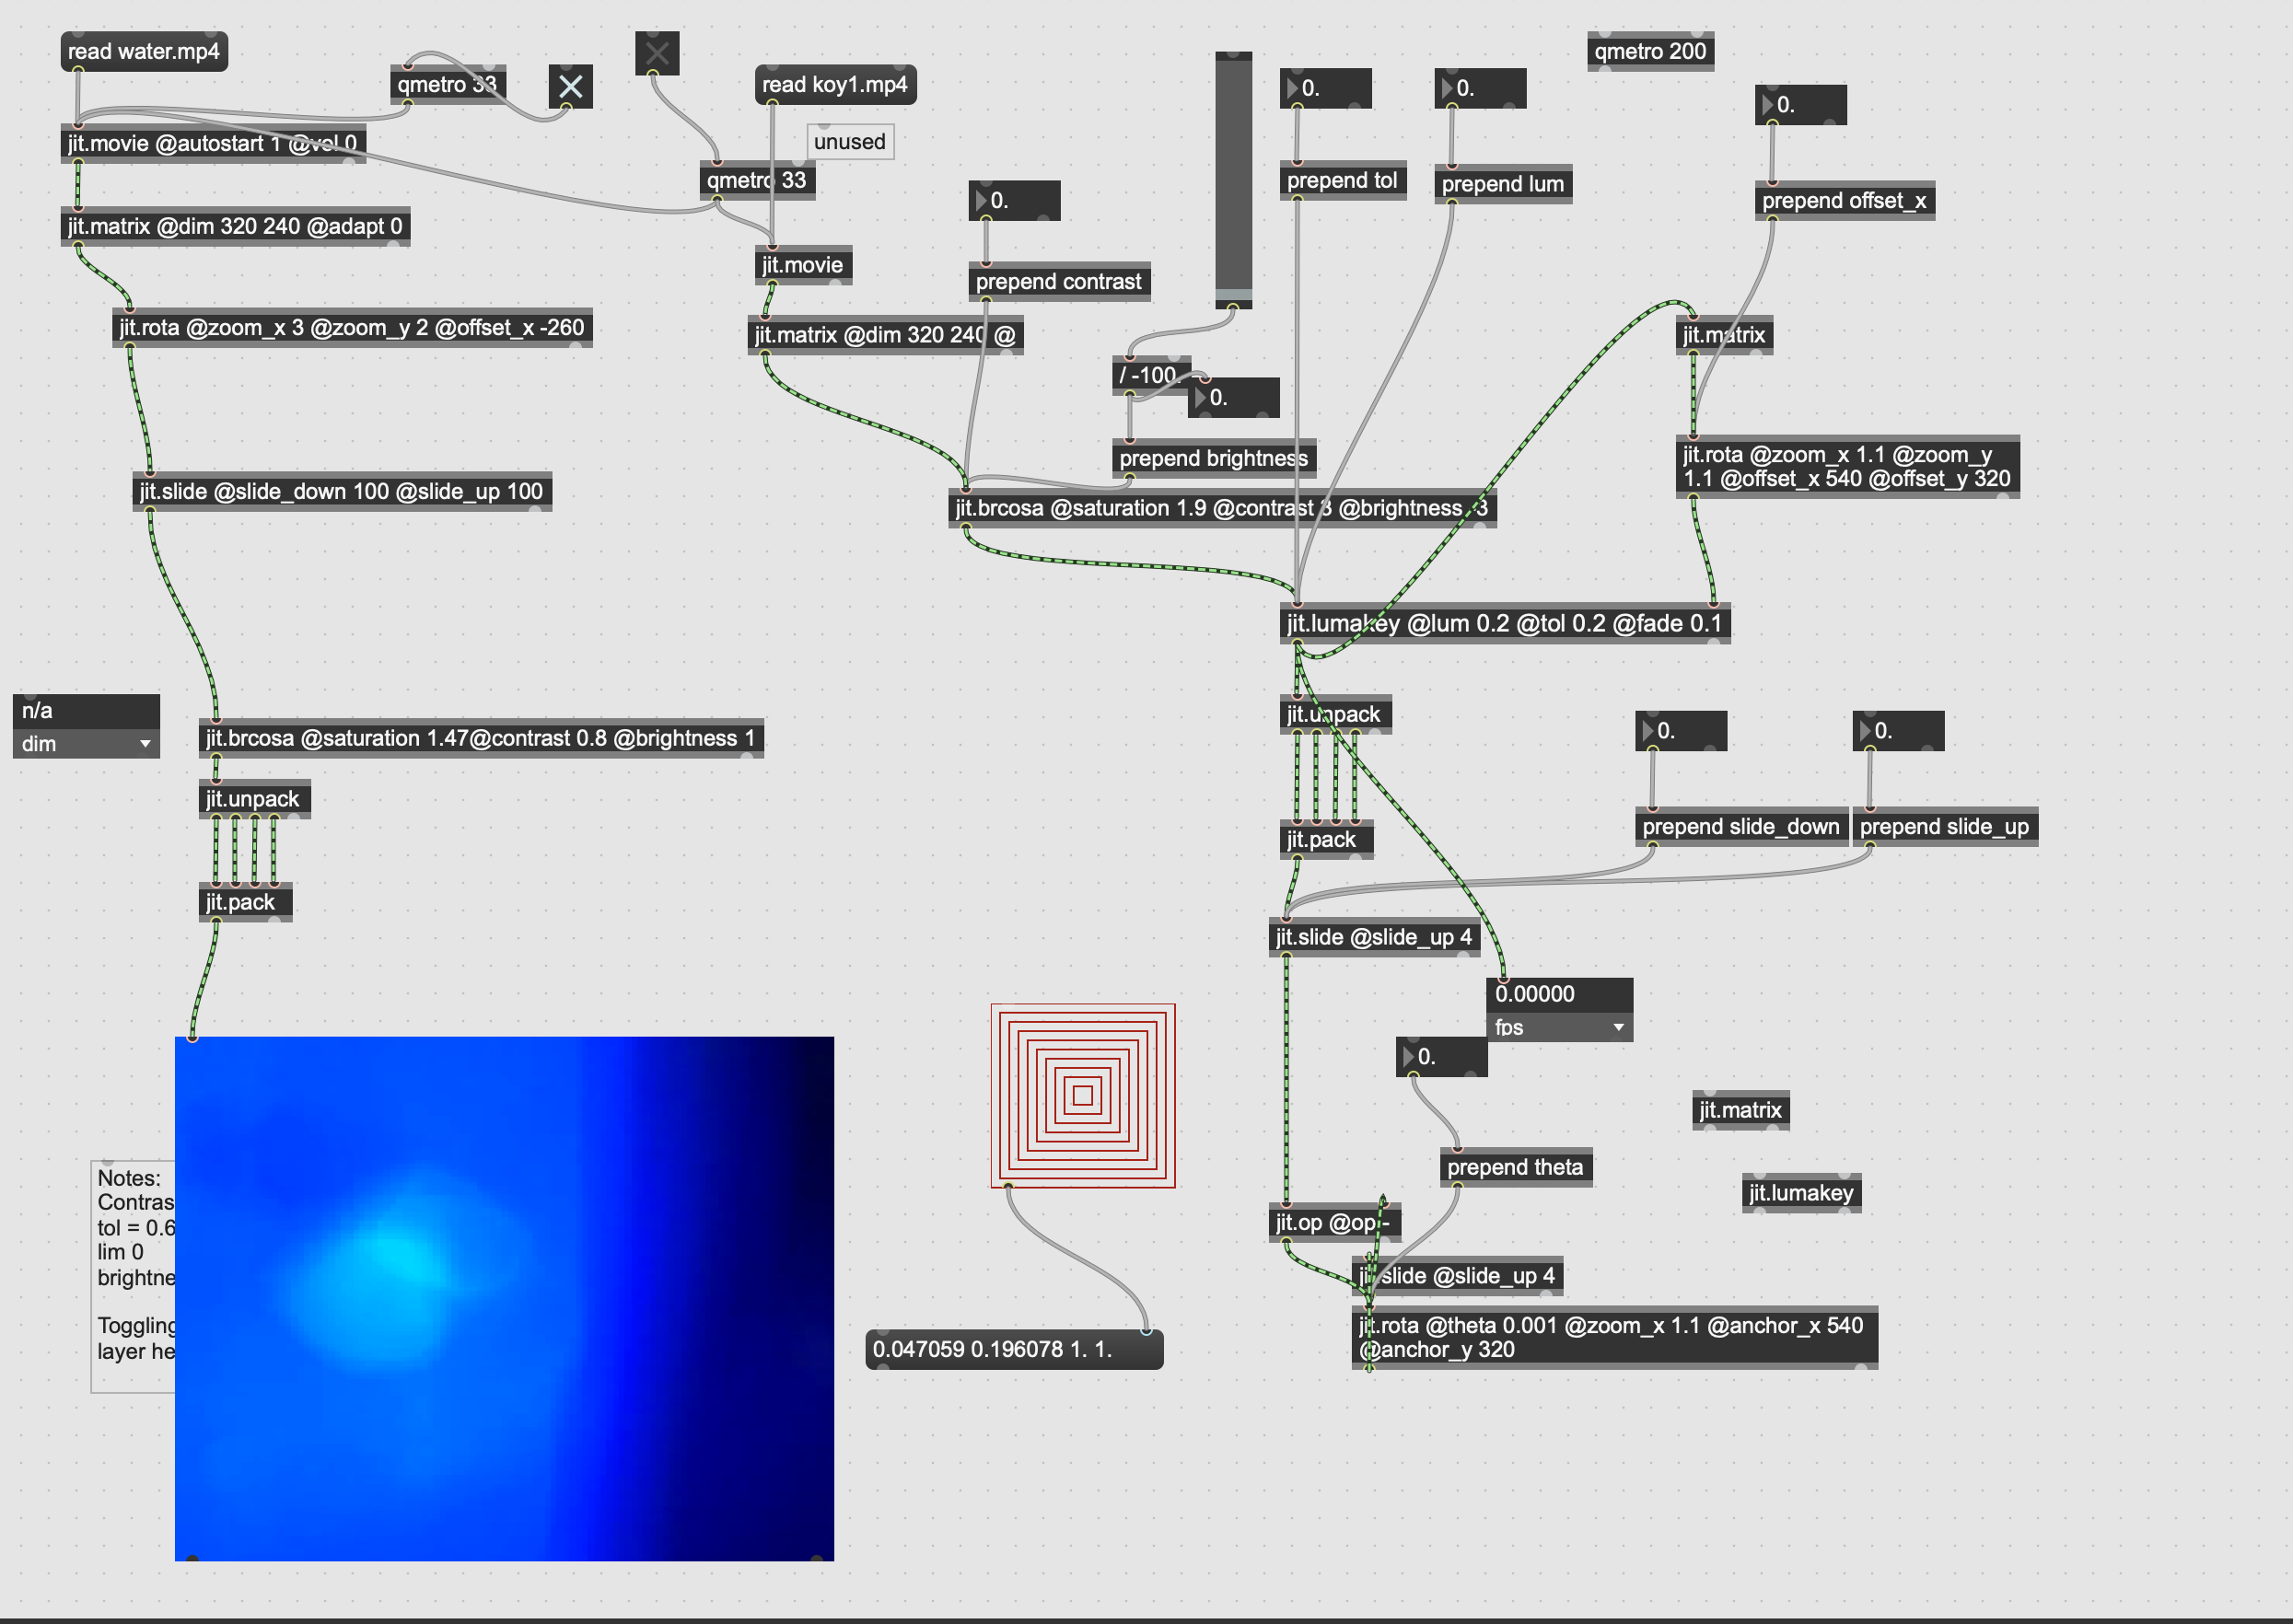 read water.mp4
qmetro 33
read koy1.mp4
qmetro 200
0.
0.
0.
jit.movie @autostart 1 @vol 0
unused
qmetro 33
prepend tol
prepend lum
0.
prepend offset_x
jit.matrix @dim 320 240 @adapt 0
jit.movie
prepend contrast
jit.rota @zoom_x 3 @zoom_y 2 @offset_x -260
jit.matrix @dim 320 240 @
jit.matrix
/ -100.
0.
prepend brightness
jit.rota @zoom_x 1.1 @zoom_y
1.1 @offset_x 540 @offset_y 320
jit.slide @slide_down 100 @slide_up 100
jit.brcosa @saturation 1.9 @contrast 3 @brightness -3
jit.lumakey @lum 0.2 @tol 0.2 @fade 0.1
n/a
dim
jit.brcosa @saturation 1.47@contrast 0.8 @brightness 1
jit.unpack
0.
0.
jit.unpack
jit.pack
prepend slide_down
prepend slide_up
jit.pack
jit.slide @slide_up 4
0.00000
fps
0.
jit.matrix
prepend theta
jit.lumakey
Notes:
Contras
tol = 0.6
lim 0
brightne
Toggling
layer he
jit.op @op -
jit.slide @slide_up 4
jit.rota @theta 0.001 @zoom_x 1.1 @anchor_x 540
@anchor_y 320
0.047059 0.196078 1. 1.